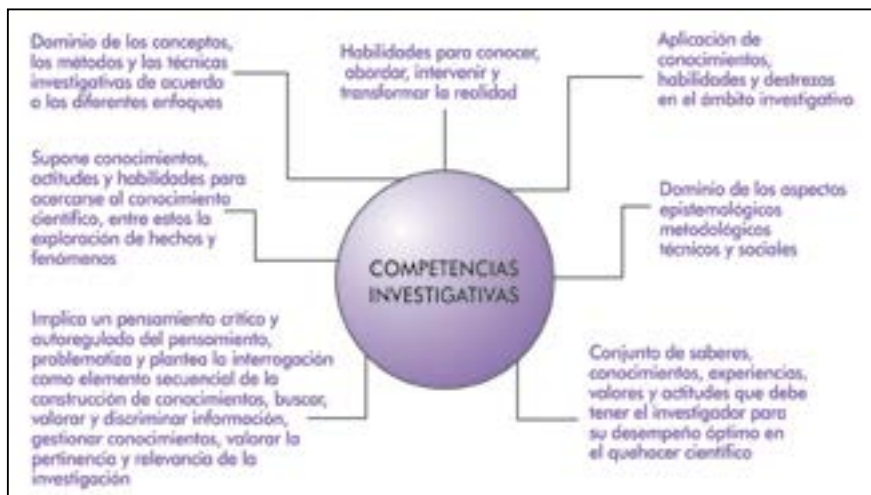 Dominio de los conceptos,
los métodos y las técnicas
investigativas de acuerdo
a los diferentes enfoques
Habilidades para conocer,
abordar, intervenir y
transformar la realidad
Aplicación de
conocimientos,
habilidades y destrezas
en el ámbito investigativo
Supone conocimientos,
actitudes y habilidades para
acercarse al conocimiento
científico, entre estos la
exploración de hechos y
fenómenos
Dominio de los aspectos
epistemológicos
metodológicos
técnicos y sociales
COMPETENCIAS
INVESTIGATIVAS
Implica un pensamiento crítico y
autoregulado del pensamiento,
problematiza y plantea la interrogación
como elemento secuencial de la
construcción de conocimientos, buscar,
valorar y discriminar información,
gestionar conocimientos, valorar la
pertinencia y relevancia de la
investigación
Conjunto de saberes,
conocimientos, experiencias,
valores y actitudes que debe
tener el investigador para
su desempeño óptimo en
el quehacer científico